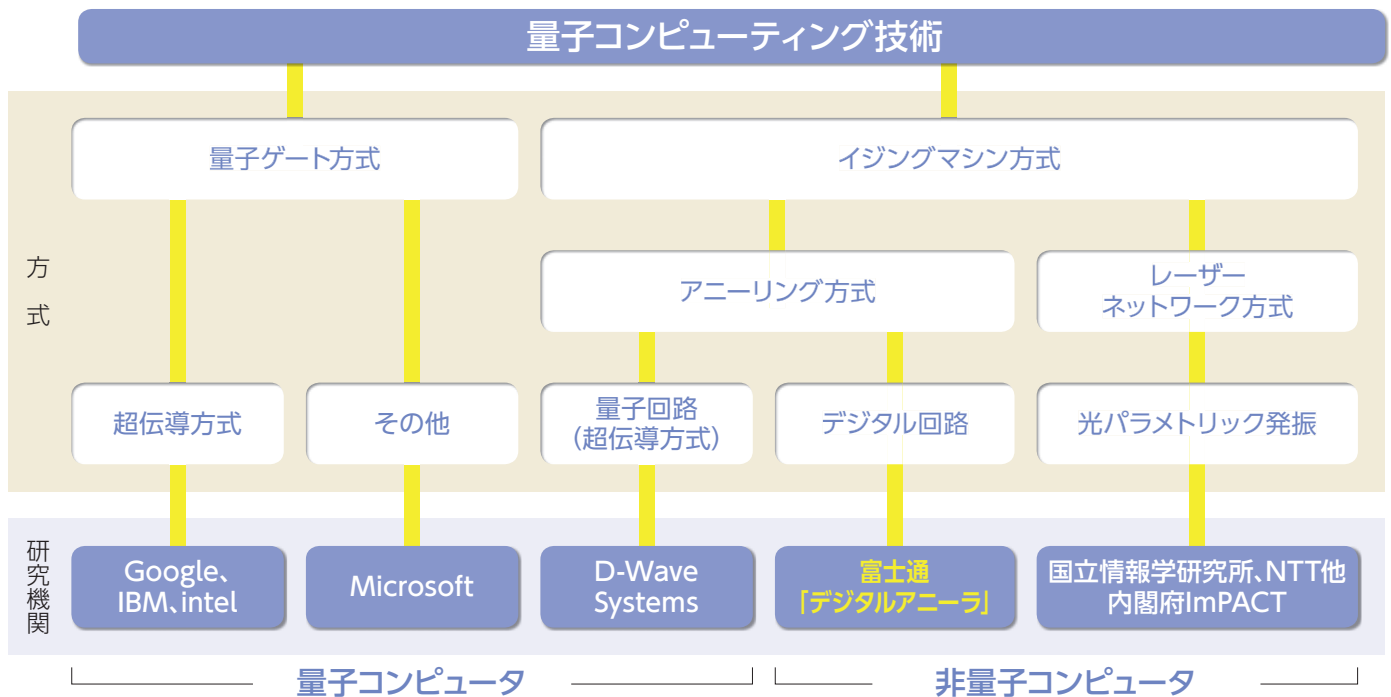 量子コンピューティング技術
方式
量子ゲート方式
イジングマシン方式
アニーリング方式
レーザー
ネットワーク方式
超伝導方式
その他
量子回路
(超伝導方式)
デジタル回路
光パラメトリック発振
研究機関
Google、
IBM、intel
Microsoft
D-Wave
Systems
富士通
「デジタルアニーラ」
国立情報学研究所、NTT他
内閣府ImPACT
量子コンピュータ
非量子コンピュータ